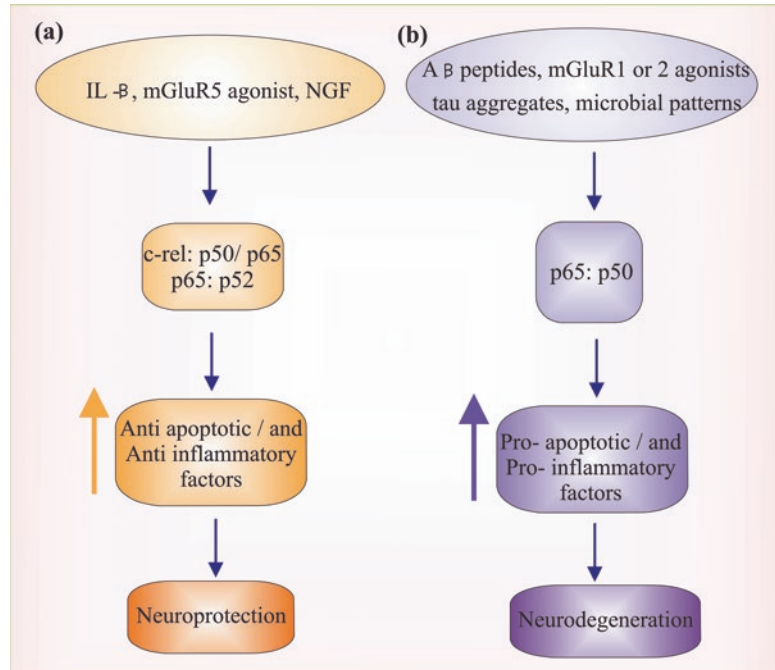 (a)
IL -β, mGluR5 agonist, NGF
c-rel: p50/ p65
p65: p52
Anti apoptotic / and
Anti inflammatory
factors
Neuroprotection
(b)
A β peptides, mGluR1 or 2 agonists
tau aggregates, microbial patterns
p65: p50
Pro- apoptotic / and
Pro- inflammatory
factors
Neurodegeneration